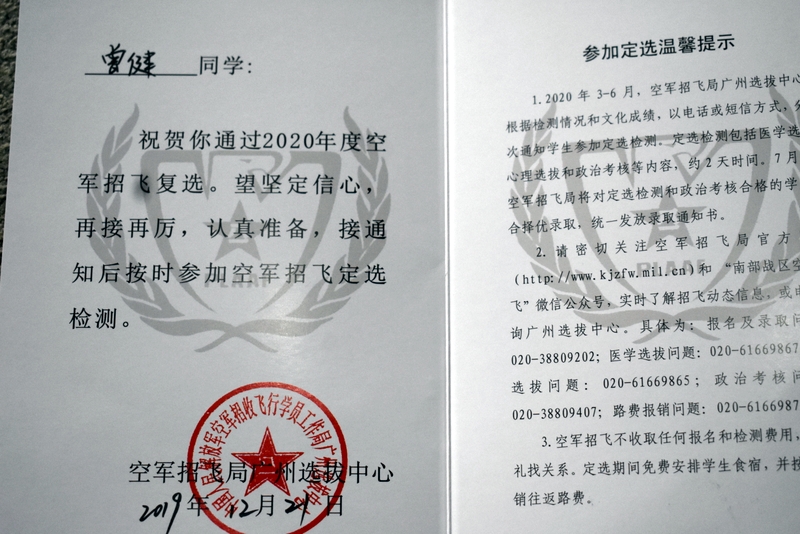 曾健 同学:
祝贺你通过2020年度空
军招飞复选。望坚定信心，
再接再厉，认真准备，接通
知后按时参加空军招飞定选
检测。
空军招飞局广州选拔中心
2019年12月21日
参加定选温馨提示
1.2020 年 3-6 月，空军招飞局广州选拔中心
根据检测情况和文化成绩，以电话或短信方式，分
次通知学生参加定选检测。定选检测包括医学选
心理选拔和政治考核等内容，约 2 天时间。7 月
空军招飞局将对定选检测和政治考核合格的学
合择优录取，统一发放录取通知书。
2. 请密切关注空军招飞局官方
(http://www.kjzfw.mil.cn)和 “南部战区空
飞”微信公众号，实时了解招飞动态信息，或电
询广州选拔中心。具体为：报名及录取问
020-38809202；医学选拔问题：020-61669867
选拔问题：020-61669865；政治考核问
020-38809407；路费报销问题：020-6166987
3.空军招飞不收取任何报名和检测费用，
礼找关系。定选期间免费安排学生食宿，并按
销往返路费。